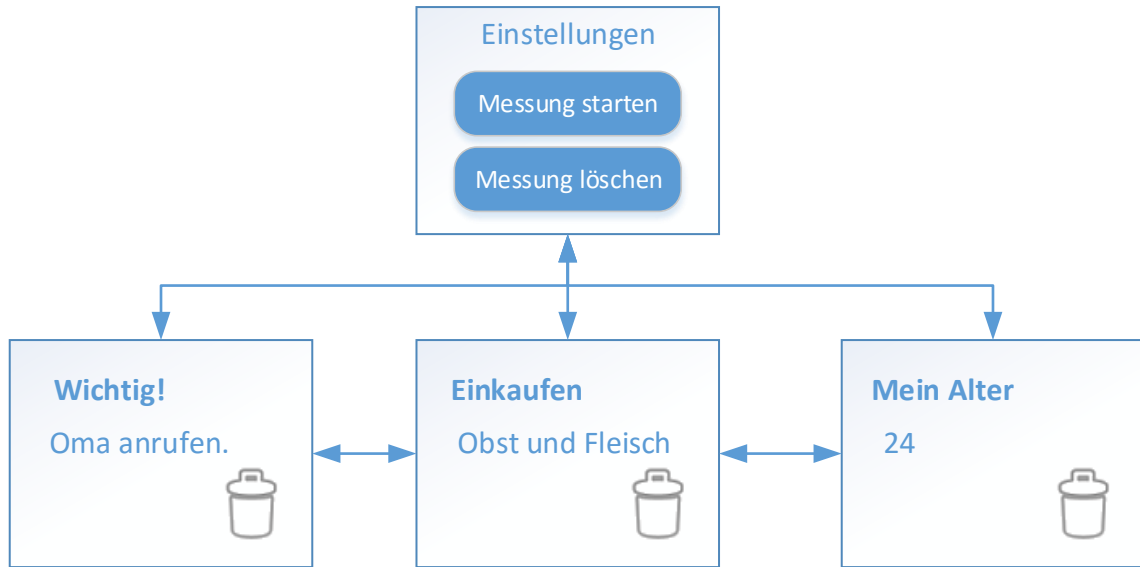 Einstellungen
Messung starten
Messung löschen
Wichtig!
Oma anrufen.
Einkaufen
Obst und Fleisch
Mein Alter
24